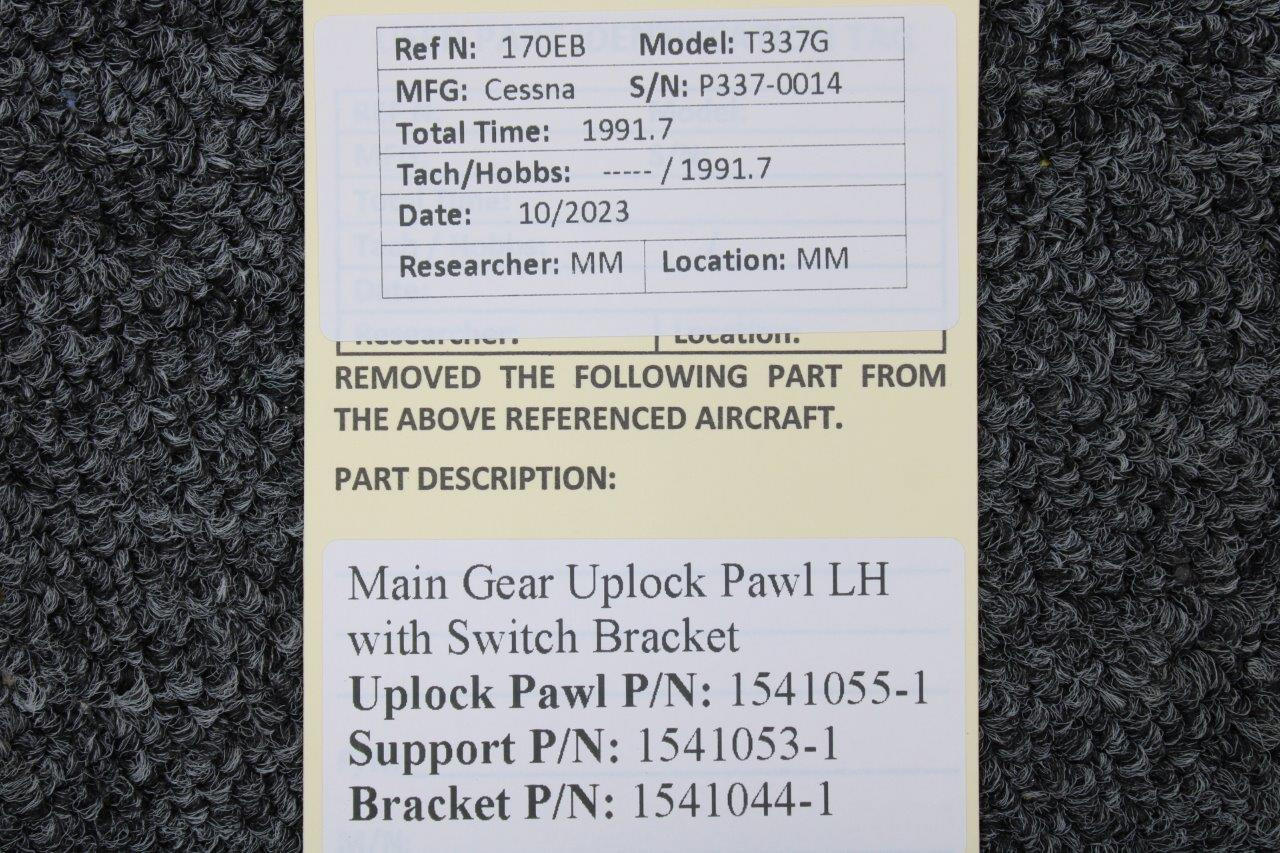 Ref N: 170EB Model: T337G
MFG: Cessna S/N: P337-0014
Total Time: 1991.7
Tach/Hobbs: ----- / 1991.7
Date: 10/2023
Researcher: MM Location: MM
Researcher: Location:
REMOVED THE FOLLOWING PART FROM
THE ABOVE REFERENCED AIRCRAFT.
PART DESCRIPTION:
Main Gear Uplock Pawl LH
with Switch Bracket
Uplock Pawl P/N: 1541055-1
Support P/N: 1541053-1
Bracket P/N: 1541044-1